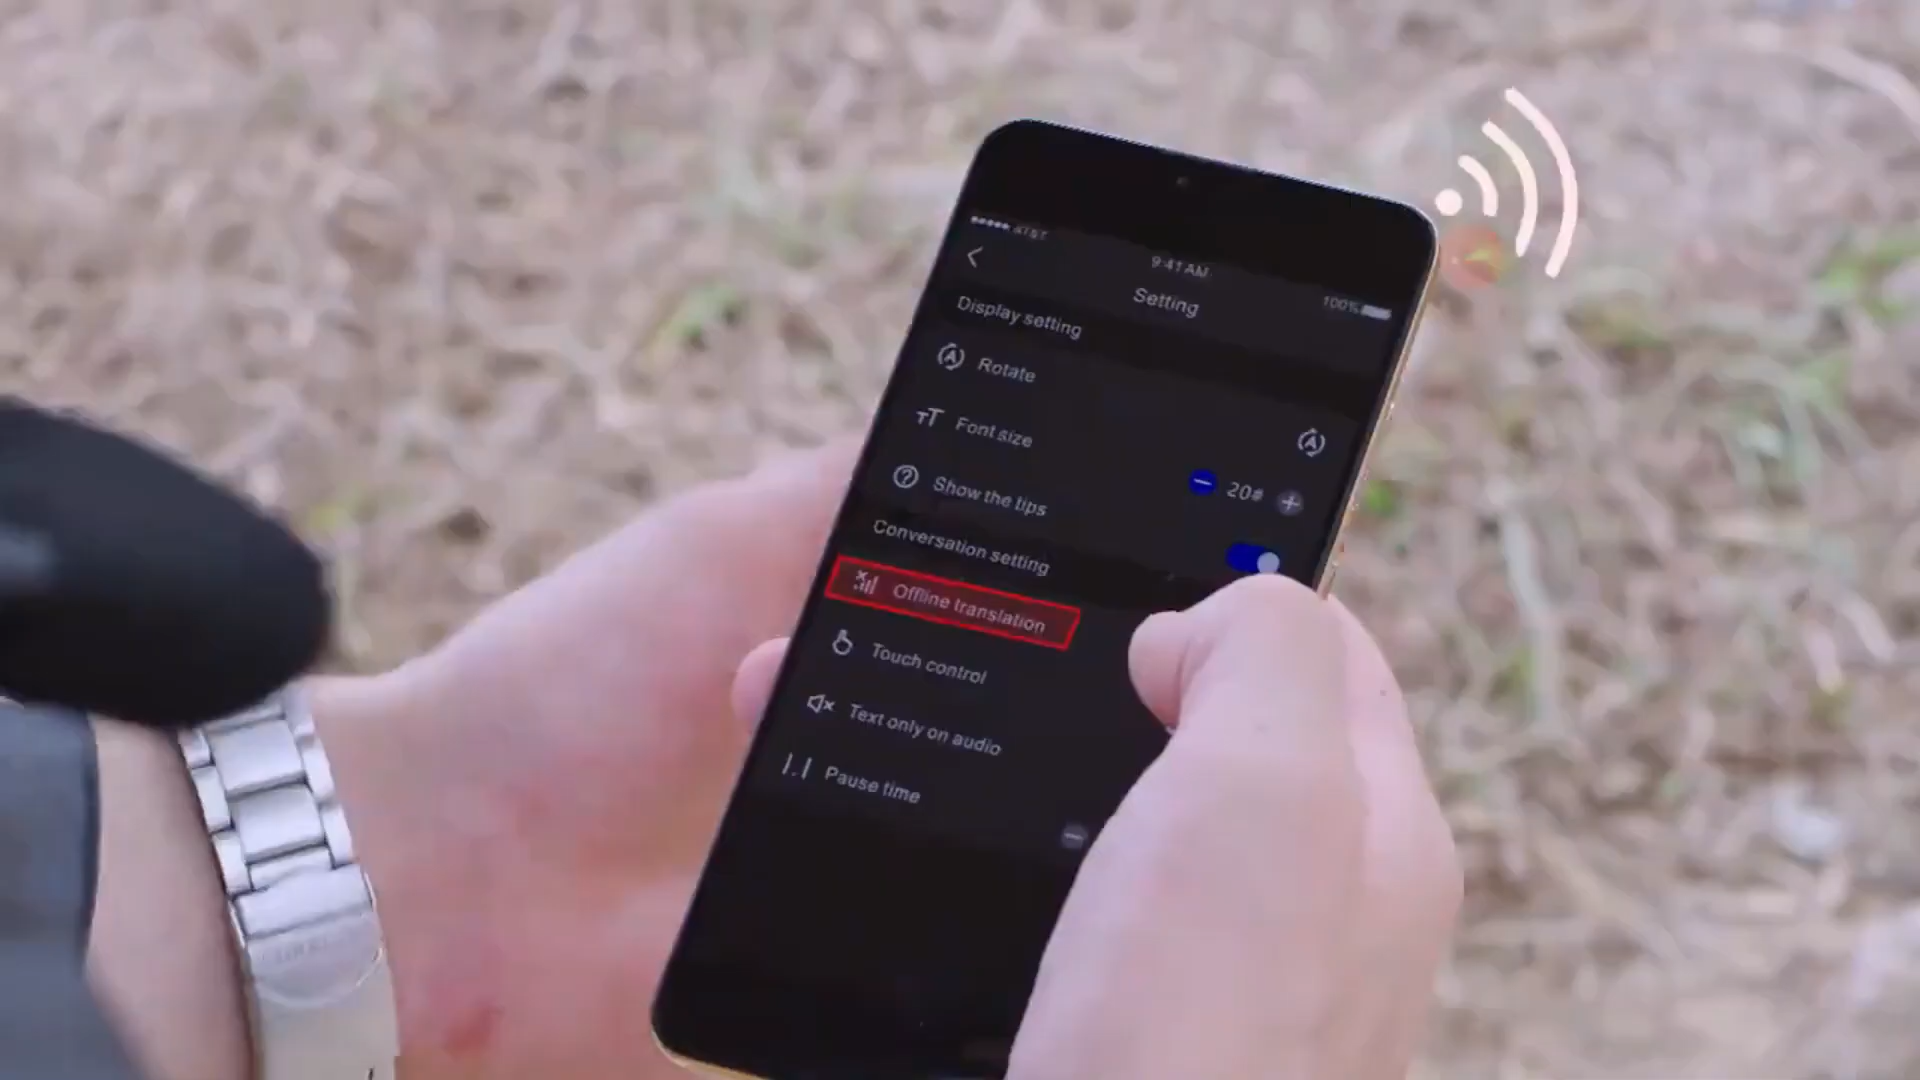 AT&T
9:41 AM
100%
Setting
Display setting
Rotate
Font size
20#
Show the tips
Conversation setting
Offline translation
Touch control
Text only on audio
Pause time